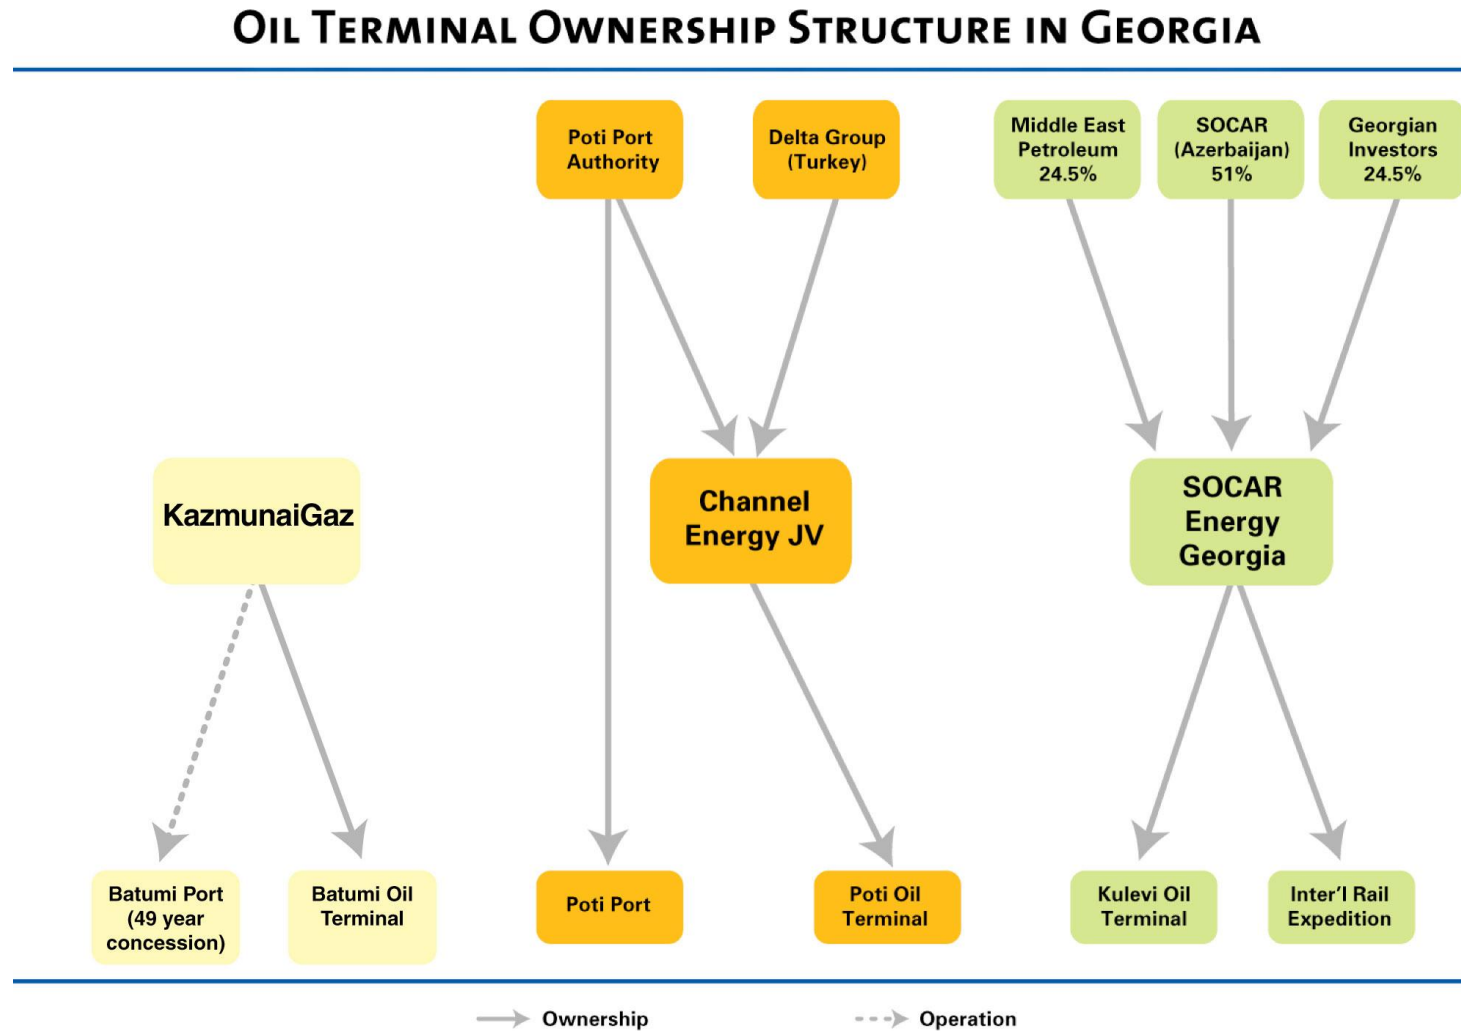 OIL TERMINAL OWNERSHIP STRUCTURE IN GEORGIA
Poti Port
Authority
Delta Group
(Turkey)
Middle East
Petroleum
24.5%
SOCAR
(Azerbaijan)
51%
Georgian
Investors
24.5%
KazmunaiGaz
Channel
Energy JV
SOCAR
Energy
Georgia
Batumi Port
(49 year
concession)
Batumi Oil
Terminal
Poti Port
Poti Oil
Terminal
Kulevi Oil
Terminal
Inter'l Rail
Expedition
Ownership
Operation